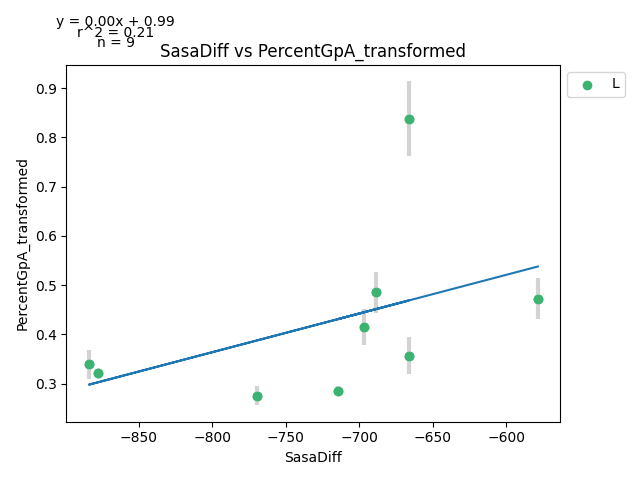 y = 0.00x + 0.99
r^2 = 0.21
n = 9
SasaDiff vs PercentGpA_transformed
L
PercentGpA_transformed
0.9
0.8
0.7
0.6
0.5
0.4
0.3
−850
−800
−750
−700
−650
−600
SasaDiff